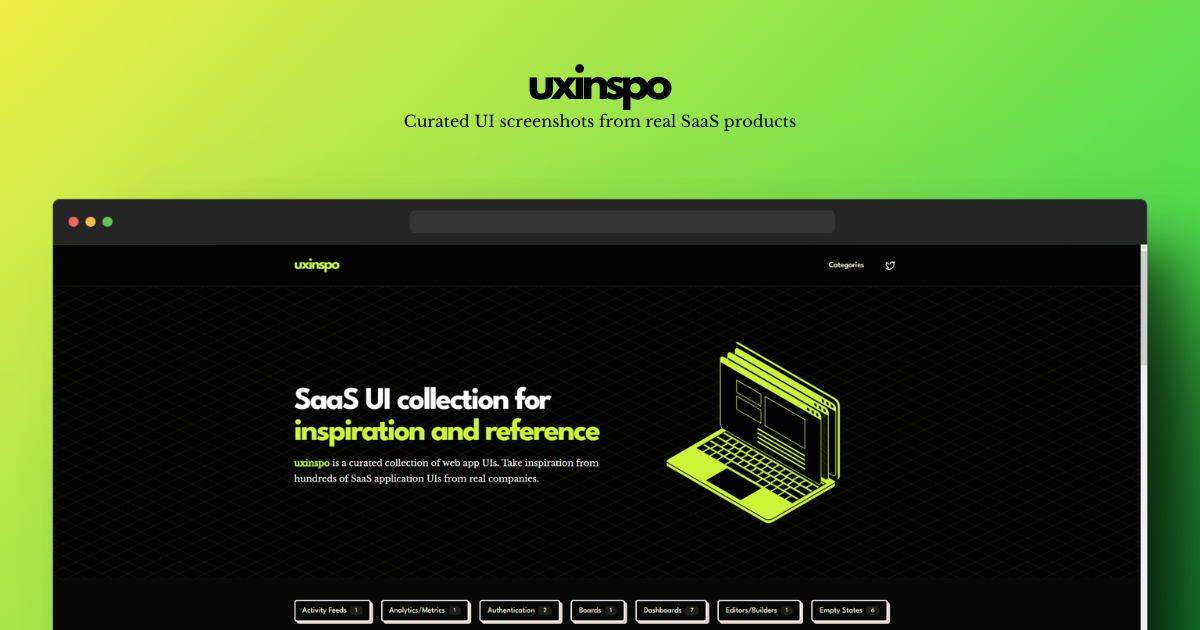 uxinspo
Curated UI screenshots from real SaaS products
uxinspo
Categories
SaaS UI collection for
inspiration and reference
uxinspo is a curated collection of web app UIs. Take inspiration from
hundreds of SaaS application UIs from real companies.
Activity Feeds 1
Analytics/Metrics 1
Authentication 2
Boards 1
Dashboards 7
Editors/Builders 1
Empty States 6